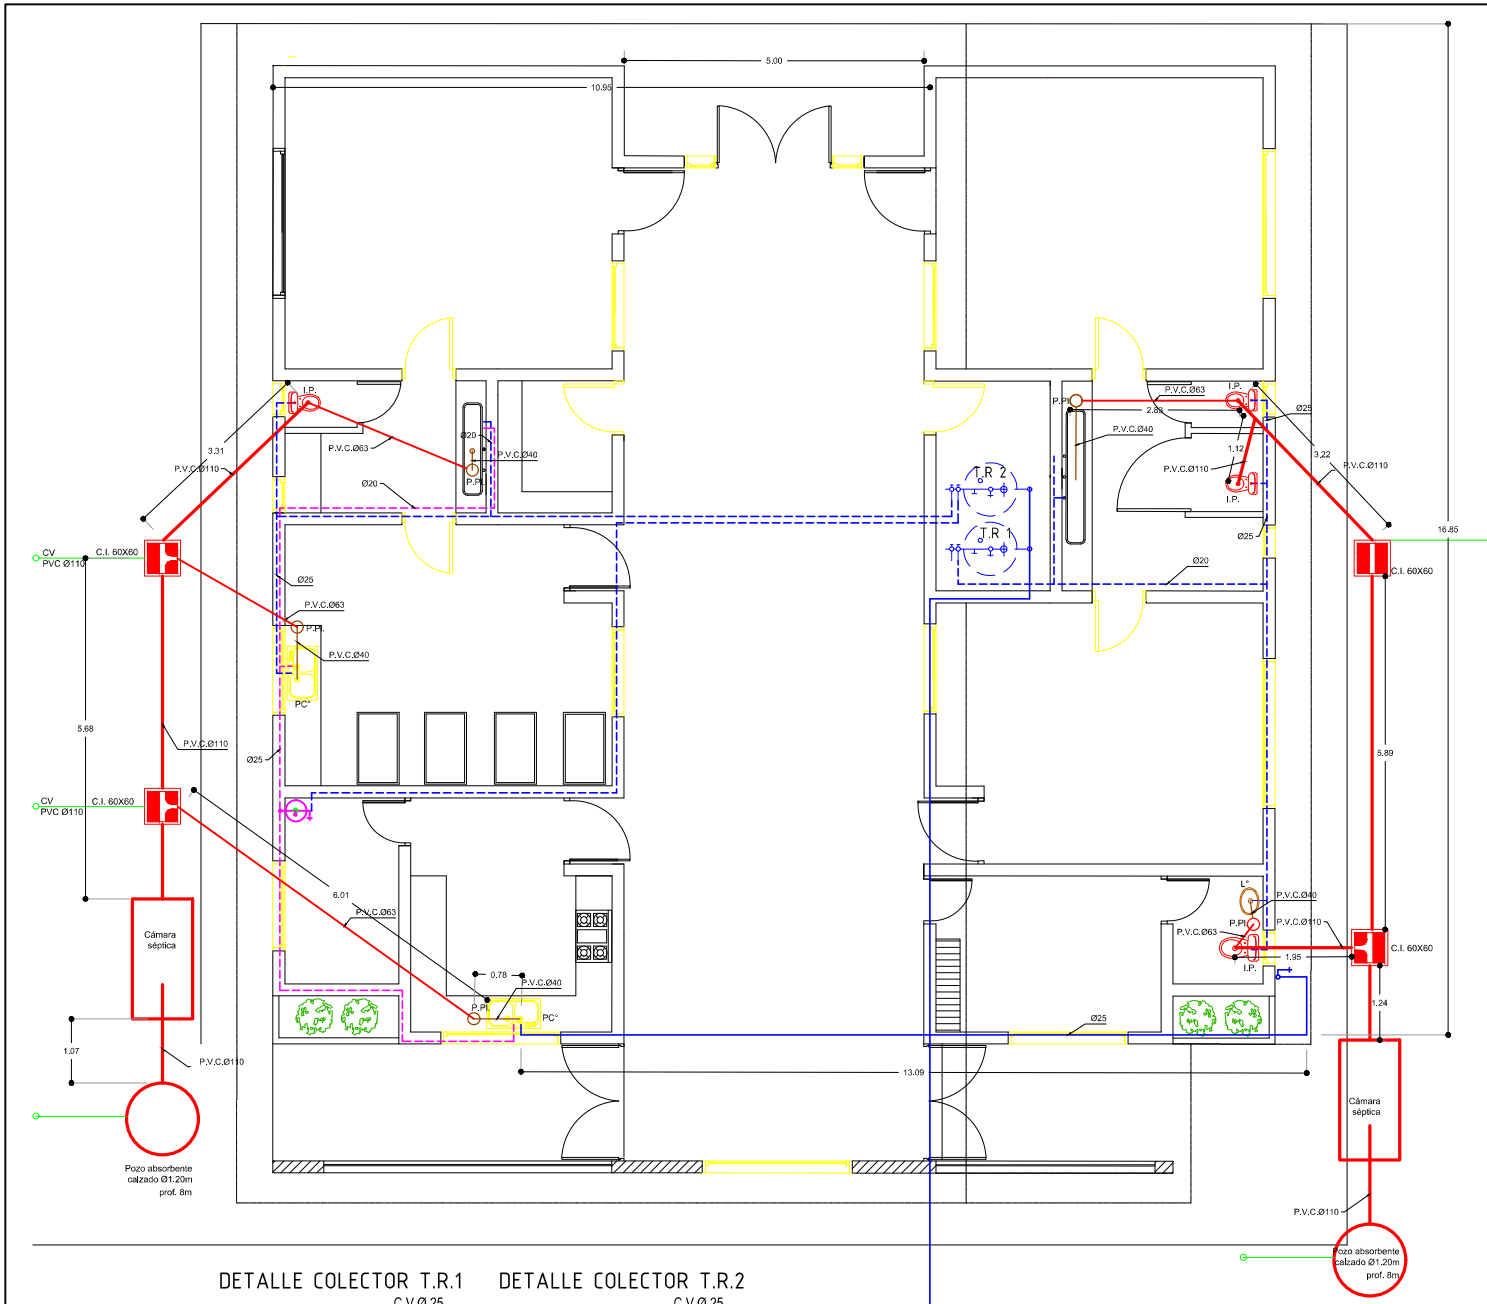 5.00
10.95
I.P.
P.V.C.Ø63
I.P.
P.PI.
2.63
Ø25
Ø20
P.V.C.Ø40
3.31
P.V.C.Ø63
P.V.C.Ø40
1.12
3.22
P.V.C.Ø110
P.V.C.Ø110
P.V.C.Ø110
P.PI.
T.R 2
I.P.
Ø20
16.85
T.R 1
Ø25
CV
C.I. 60X60
PVC Ø110
Ø20
C.I. 60X60
Ø25
P.V.C.Ø63
P.PI.
P.V.C.Ø40
PC°
5.68
P.V.C.Ø110
5.89
Ø25
CV
C.I. 60X60
PVC Ø110
L°
6.01
P.V.C.Ø40
P.V.C.Ø63
P.PI.
P.V.C.Ø110
P.V.C.Ø63
C.I. 60X60
Cámara
séptica
1.95
I.P.
0.78
P.V.C.Ø40
P.PI.
PC°
1.24
Ø25
1.07
P.V.C.Ø110
13.09
Cámara
séptica
Pozo absorbente
calzado Ø1.20m
prof. 8m
P.V.C.Ø110
Pozo absorbente
calzado Ø1.20m
prof. 8m
DETALLE COLECTOR T.R.1
DETALLE COLECTOR T.R.2
C.V.Ø 25
C.V.Ø 25